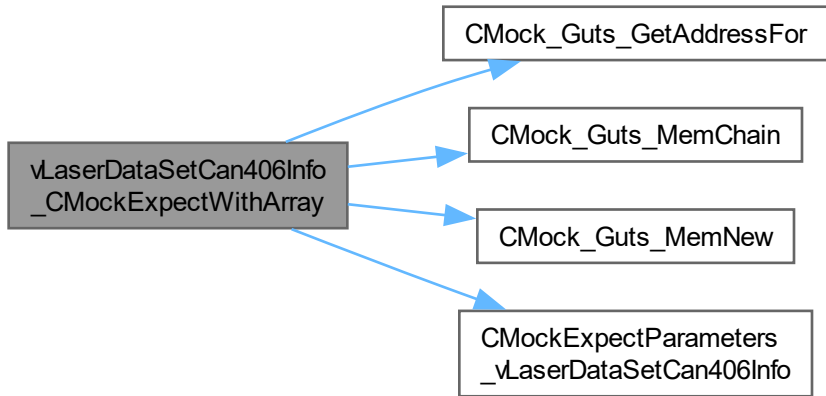 CMock_Guts_GetAddressFor
CMock_Guts_MemChain
vLaserDataSetCan406Info
_CMockExpectWithArray
CMock_Guts_MemNew
CMockExpectParameters
_vLaserDataSetCan406Info